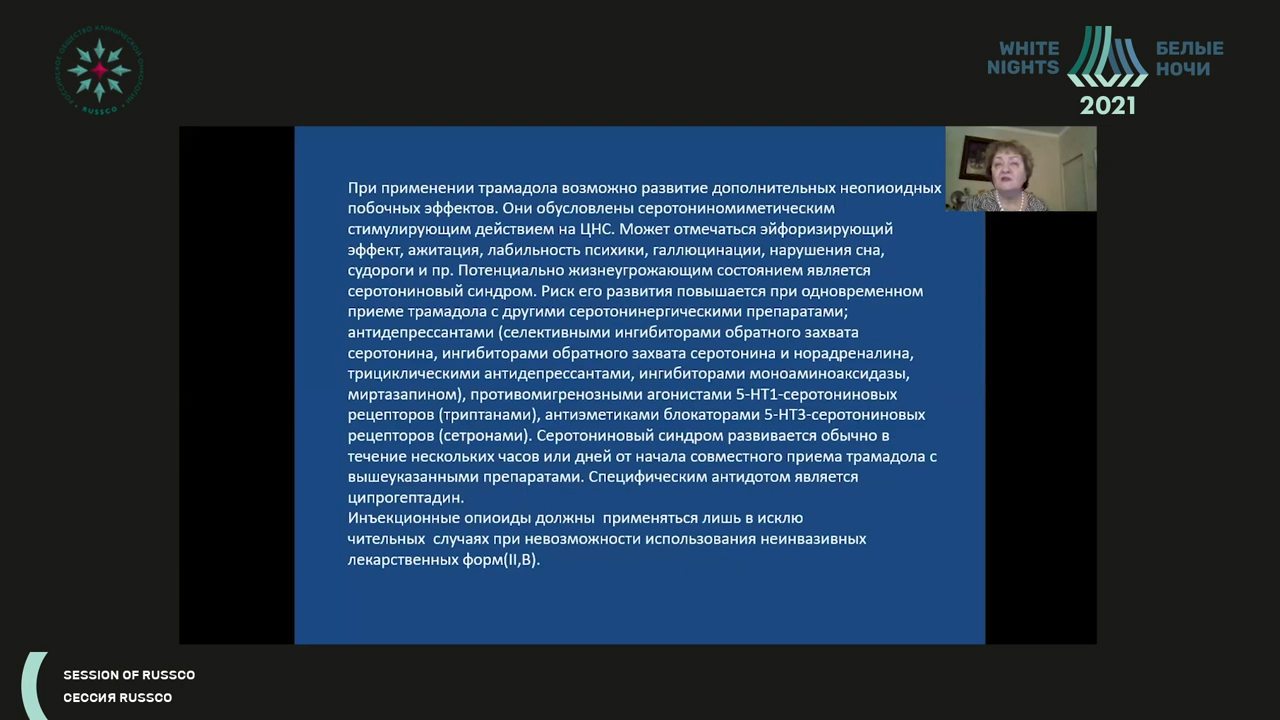 РОССИЙСКОЕ ОБЩЕСТВО КЛИНИЧЕСКОЙ ОНКОЛОГИИ
RUSSCO
WHITE
NIGHTS
БЕЛЫЕ
НОЧИ
2021
При применении трамадола возможно развитие дополнительных неопиоидных
побочных эффектов. Они обусловлены серотониномиметическим
стимулирующим действием на ЦНС. Может отмечаться эйфоризирующий
эффект, ажитация, лабильность психики, галлюцинации, нарушения сна,
судороги и пр. Потенциально жизнеугрожающим состоянием является
серотониновый синдром. Риск его развития повышается при одновременном
приеме трамадола с другими серотонинергическими препаратами;
антидепрессантами (селективными ингибиторами обратного захвата
серотонина, ингибиторами обратного захвата серотонина и норадреналина,
трициклическими антидепрессантами, ингибиторами моноаминоаксидазы,
миртазапином), противомигренозными агонистами 5-НТ1-серотониновых
рецепторов (триптанами), антиэметиками блокаторами 5-НТ3-серотониновых
рецепторов (сетронами). Серотониновый синдром развивается обычно в
течение нескольких часов или дней от начала совместного приема трамадола с
вышеуказанными препаратами. Специфическим антидотом является
ципрогептадин.
Инъекционные опиоиды должны  применяться лишь в исклю
чительных  случаях при невозможности использования неинвазивных
лекарственных форм(II,B).
SESSION OF RUSSCO
СЕССИЯ RUSSCO